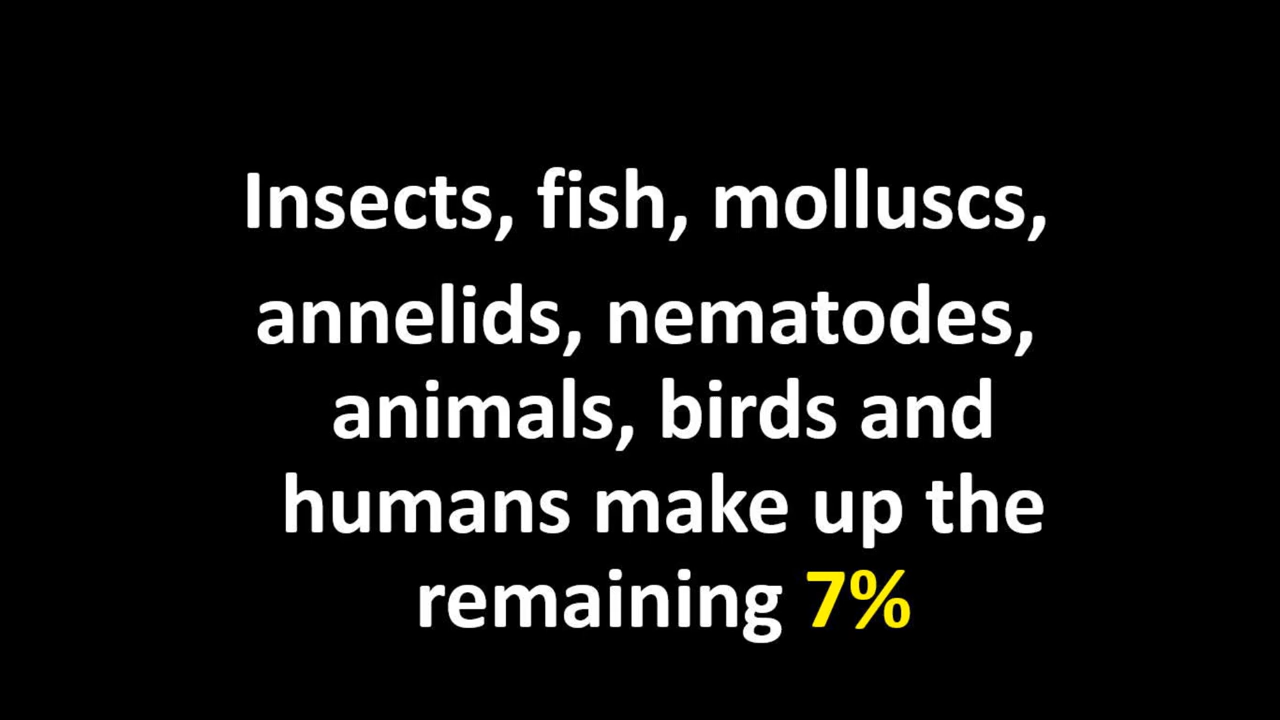 Insects, fish, molluscs,
annelids, nematodes,
animals, birds and
humans make up the
remaining 7%